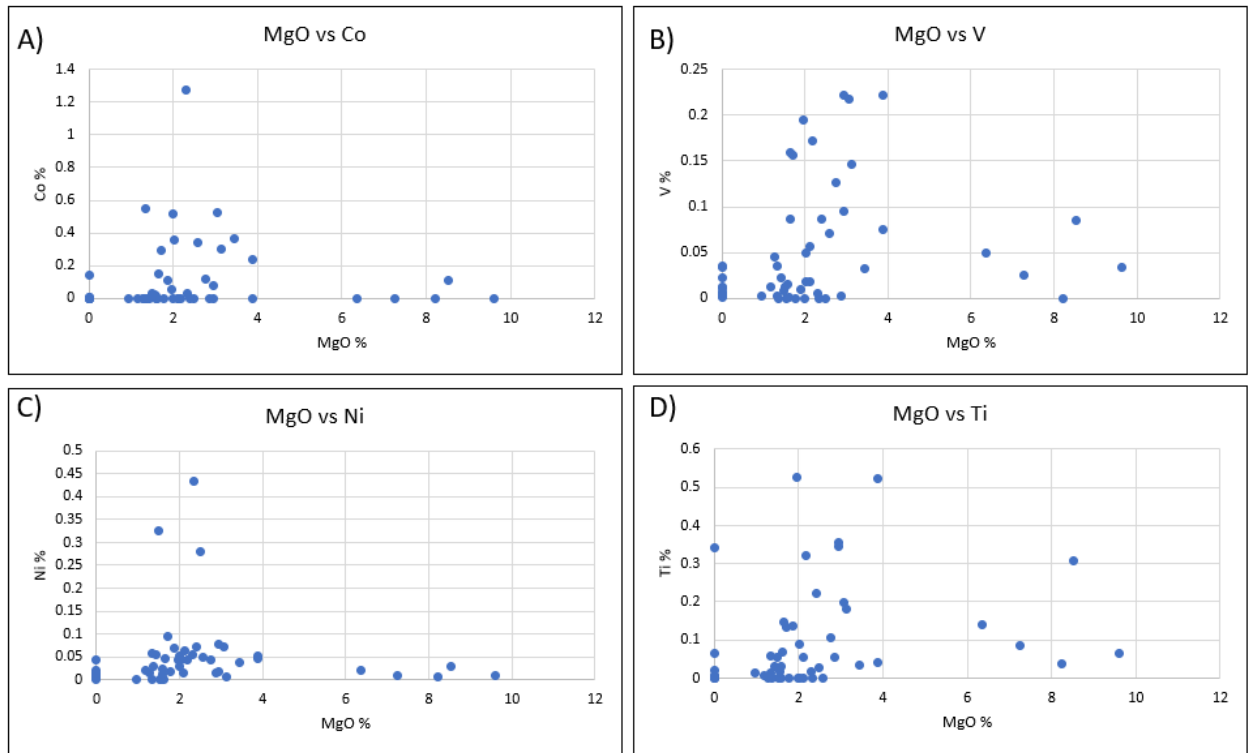 A)
MgO vs Co
1.4
1.2
1
0.8
0.6
0.4
0.2
0
Co %
0 2 4 6 8 10 12
MgO %
B)
MgO vs V
0.25
0.2
0.15
0.1
0.05
0
V %
0 2 4 6 8 10 12
MgO %
C)
MgO vs Ni
0.5
0.45
0.4
0.35
0.3
0.25
0.2
0.15
0.1
0.05
0
Ni %
0 2 4 6 8 10 12
MgO %
D)
MgO vs Ti
0.6
0.5
0.4
0.3
0.2
0.1
0
Ti %
0 2 4 6 8 10 12
MgO %